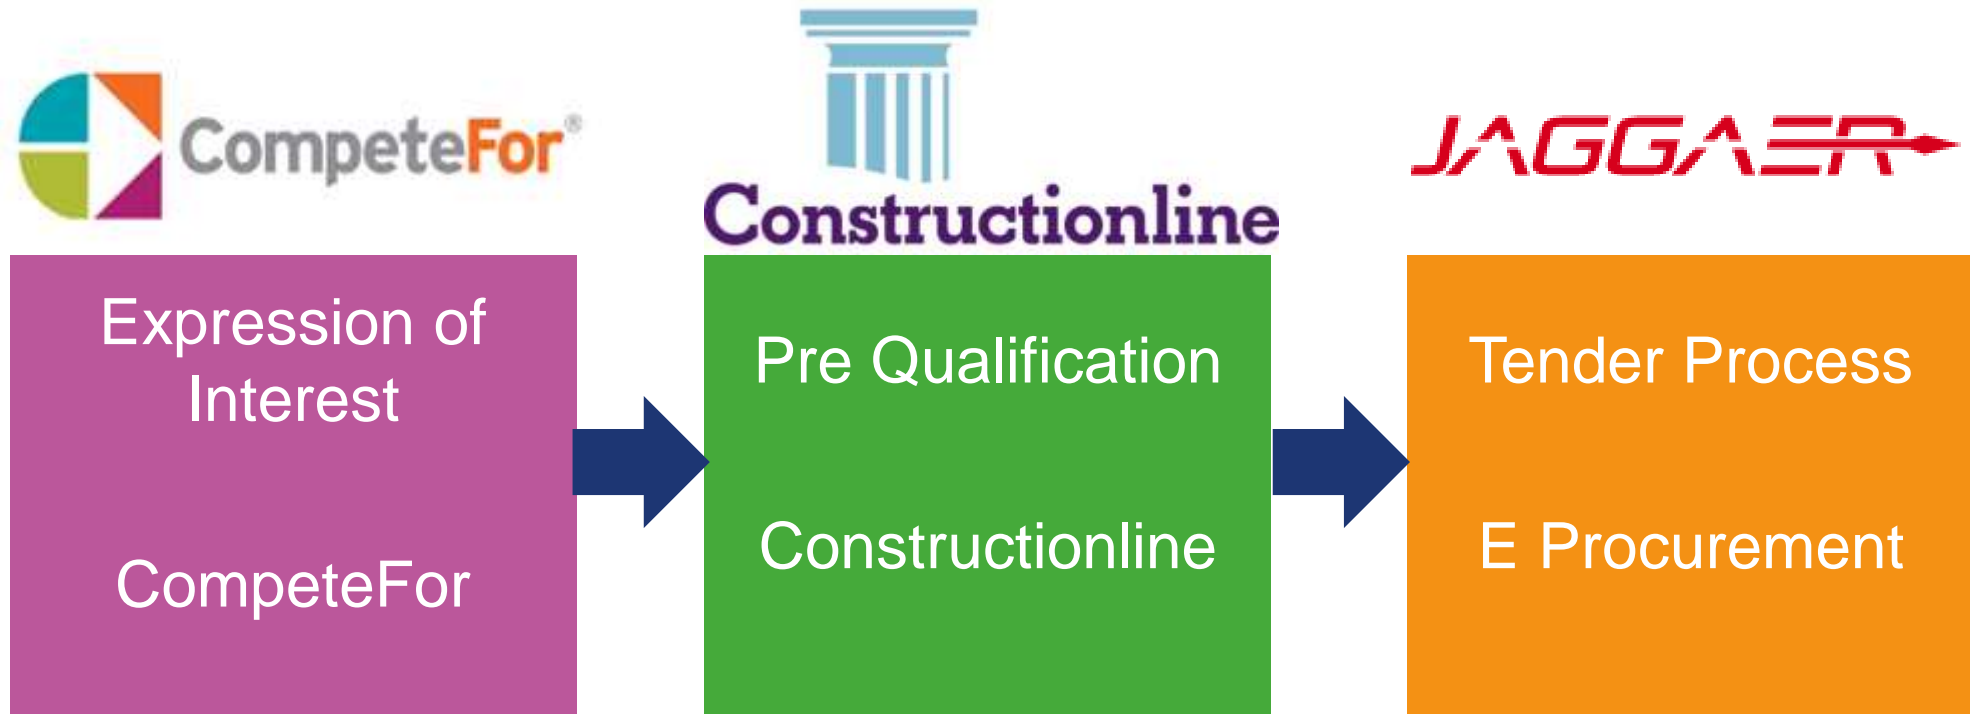 CompeteFor®
Constructionline
JAGGAER
Expression of
Interest
CompeteFor
Pre Qualification
Constructionline
Tender Process
E Procurement